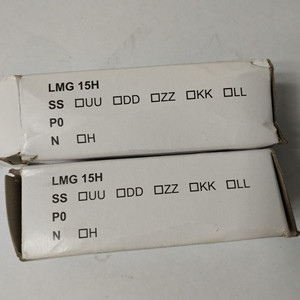 LMG 15H
SS □UU □DD □ZZ □KK □LL
P0
N □H
LMG 15H
SS □UU □DD □ZZ □KK □LL
P0
N □H